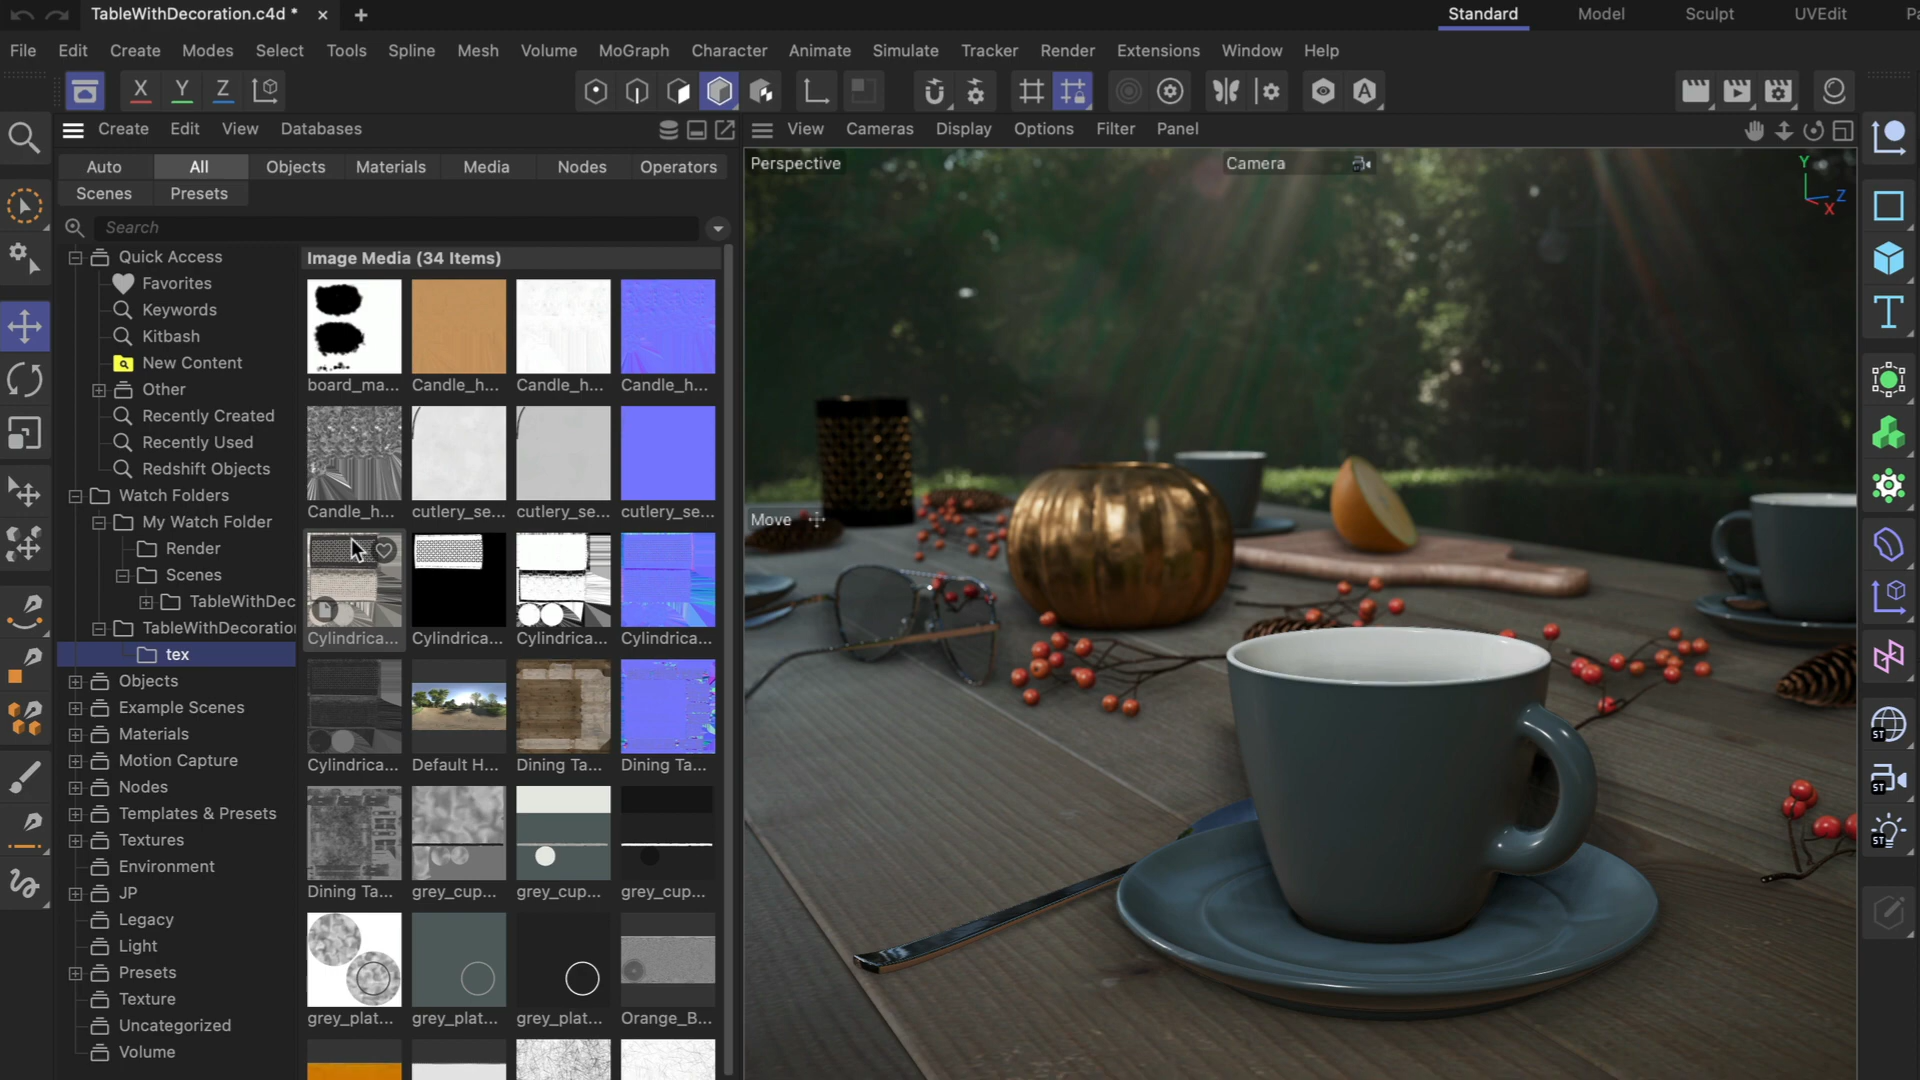 TableWithDecoration.c4d *
Standard
Model
Sculpt
UVEdit
Pa
File Edit Create Modes Select Tools Spline Mesh Volume MoGraph Character Animate Simulate Tracker Render Extensions Window Help
X Y Z
Create Edit View Databases
View Cameras Display Options Filter Panel
Auto All Objects Materials Media Nodes Operators
Scenes Presets
Search
Perspective
Camera
Y
Z
X
Move
Quick Access
Favorites
Keywords
Kitbash
New Content
Other
Recently Created
Recently Used
Redshift Objects
Watch Folders
My Watch Folder
Render
Scenes
TableWithDec
TableWithDecoratio
tex
Objects
Example Scenes
Materials
Motion Capture
Nodes
Templates & Presets
Textures
Environment
JP
Legacy
Light
Presets
Texture
Uncategorized
Volume
Image Media (34 Items)
board_ma... Candle_h... Candle_h... Candle_h...
Candle_h... cutlery_se... cutlery_se... cutlery_se...
Cylindrica... Cylindrica... Cylindrica... Cylindrica...
Cylindrica... Default H... Dining Ta... Dining Ta...
Dining Ta... grey_cup... grey_cup... grey_cup...
grey_plat... grey_plat... grey_plat... Orange_B...
A
T
ST
ST
ST